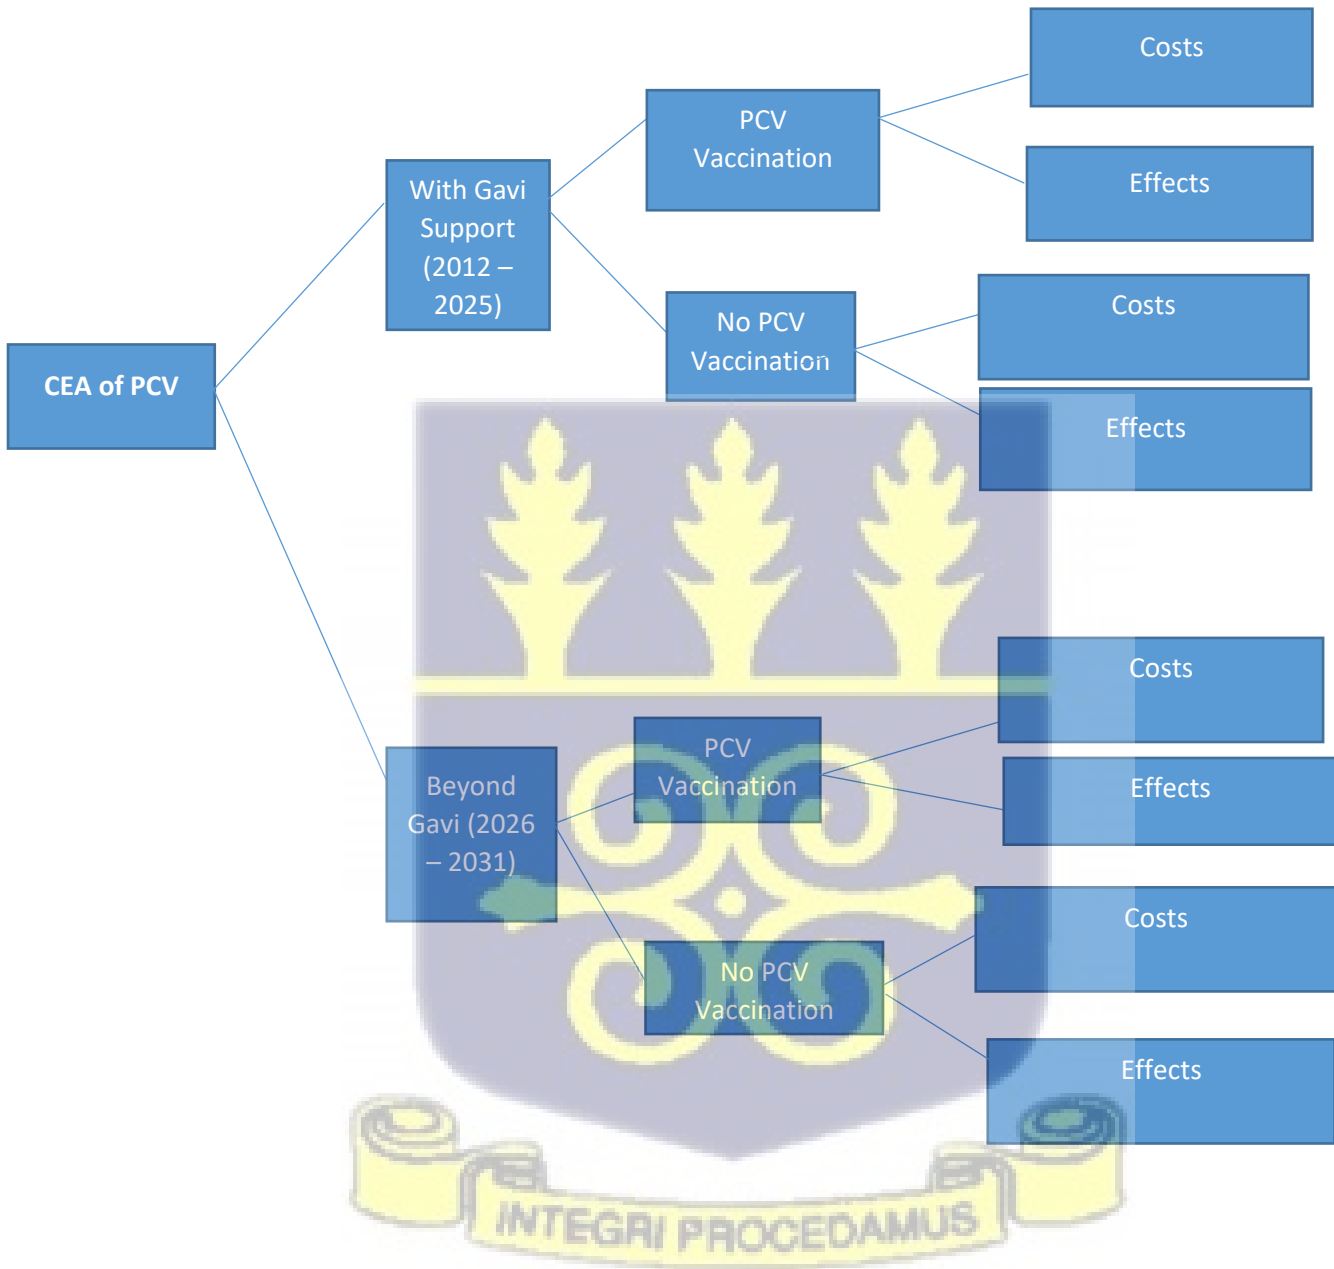 Costs
PCV
Vaccination
Effects
With Gavi
Support
(2012 –
2025)
Costs
No PCV
Vaccination
CEA of PCV
Effects
Costs
PCV
Vaccination
Effects
Beyond
Gavi (2026
– 2031)
Costs
No PCV
Vaccination
Effects
INTEGRI PROCEDAMUS